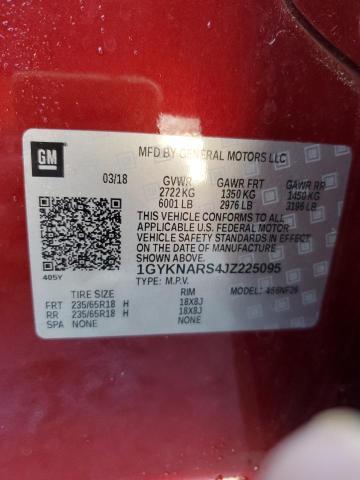 GM
MFD BY GENERAL MOTORS LLC
03/18 GVWR GAWR FRT GAWR RR
2722 KG 1350 KG 1450 KG
6001 LB 2976 LB 3196 LB
THIS VEHICLE CONFORMS TO ALL
APPLICABLE U.S. FEDERAL MOTOR
VEHICLE SAFETY STANDARDS IN
EFFECT ON THE DATE OF
MANUFACTURE SHOWN ABOVE.
1GYKNARS4JZ225095
405Y TYPE: M.P.V.
MODEL:
TIRE SIZE RIM
FRT 235/65R18 H 18X8J
RR 235/65R18 H 18X8J
SPA NONE NONE